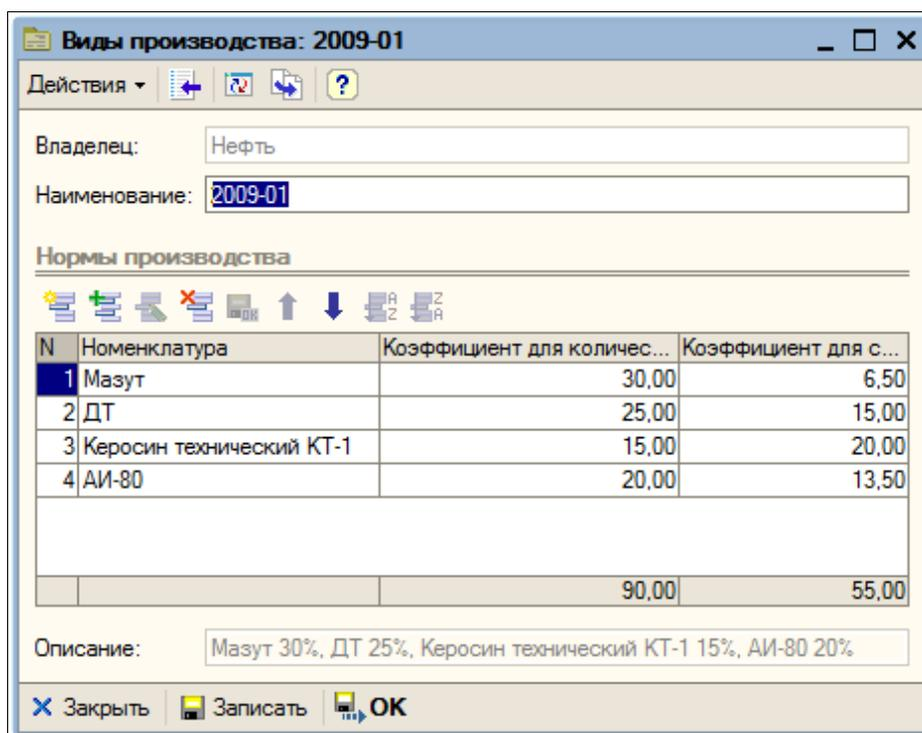 Виды производства: 2009-01
Действия
Владелец: Нефть
Наименование: 2009-01
Нормы производства
N Номенклатура Коэффициент для количес... Коэффициент для с...
1 Мазут 30,00 6,50
2 ДТ 25,00 15,00
3 Керосин технический КТ-1 15,00 20,00
4 АИ-80 20,00 13,50
90,00 55,00
Описание: Мазут 30%, ДТ 25%, Керосин технический КТ-1 15%, АИ-80 20%
Закрыть Записать ОК